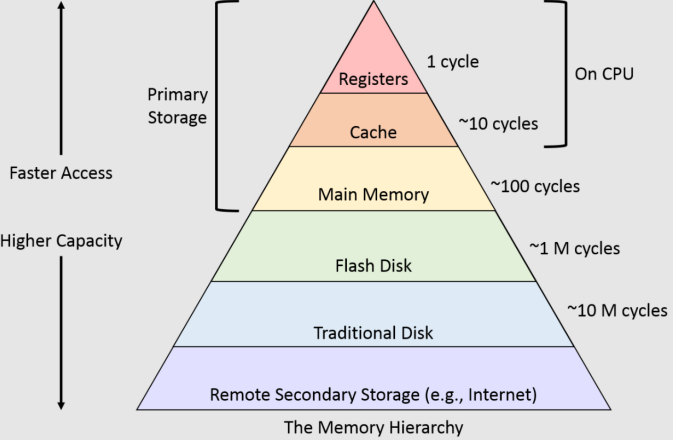 1 cycle
Registers
On CPU
Primary
Storage
~10 cycles
Cache
Faster Access
~100 cycles
Main Memory
Higher Capacity
~1 M cycles
Flash Disk
~10 M cycles
Traditional Disk
Remote Secondary Storage (e.g., Internet)
The Memory Hierarchy